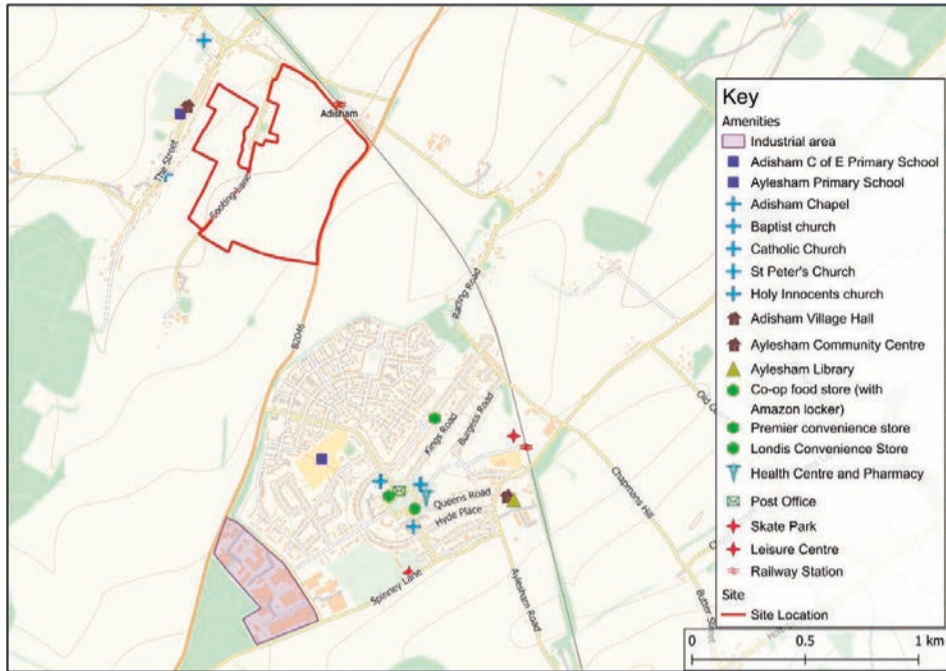 Adisham
The Street
Cooting Lane
B2046
Rading Road
Kings Road
Burgess Road
Queens Road
Hyde Place
Spinney Lane
Aylesham Road
Chapmans Hill
Butter Street
Key
Amenities
Industrial area
Adisham C of E Primary School
Aylesham Primary School
Adisham Chapel
Baptist church
Catholic Church
St Peter's Church
Holy Innocents church
Adisham Village Hall
Aylesham Community Centre
Aylesham Library
Co-op food store (with
Amazon locker)
Premier convenience store
Londis Convenience Store
Health Centre and Pharmacy
Post Office
Skate Park
Leisure Centre
Railway Station
Site
Site Location
0 0.5 1 km